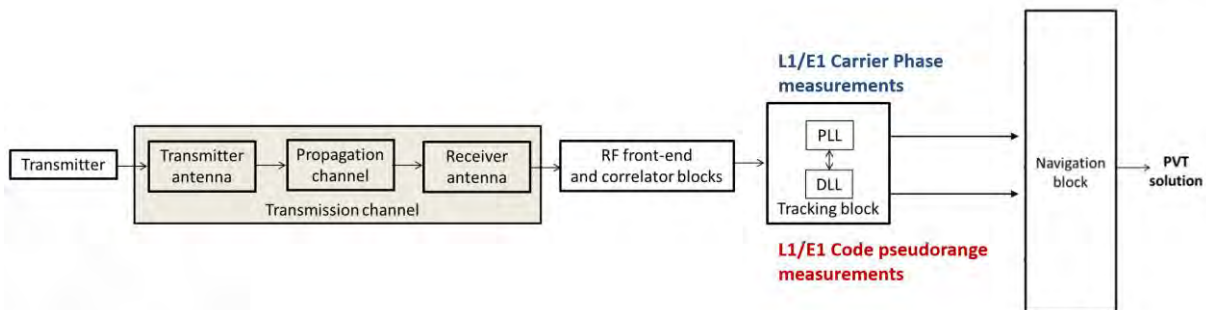 L1/E1 Carrier Phase
measurements
Transmitter
Transmitter
antenna
Propagation
channel
Receiver
antenna
Transmission channel
RF front-end
and correlator blocks
PLL
DLL
Tracking block
L1/E1 Code pseudorange
measurements
Navigation
block
PVT
solution